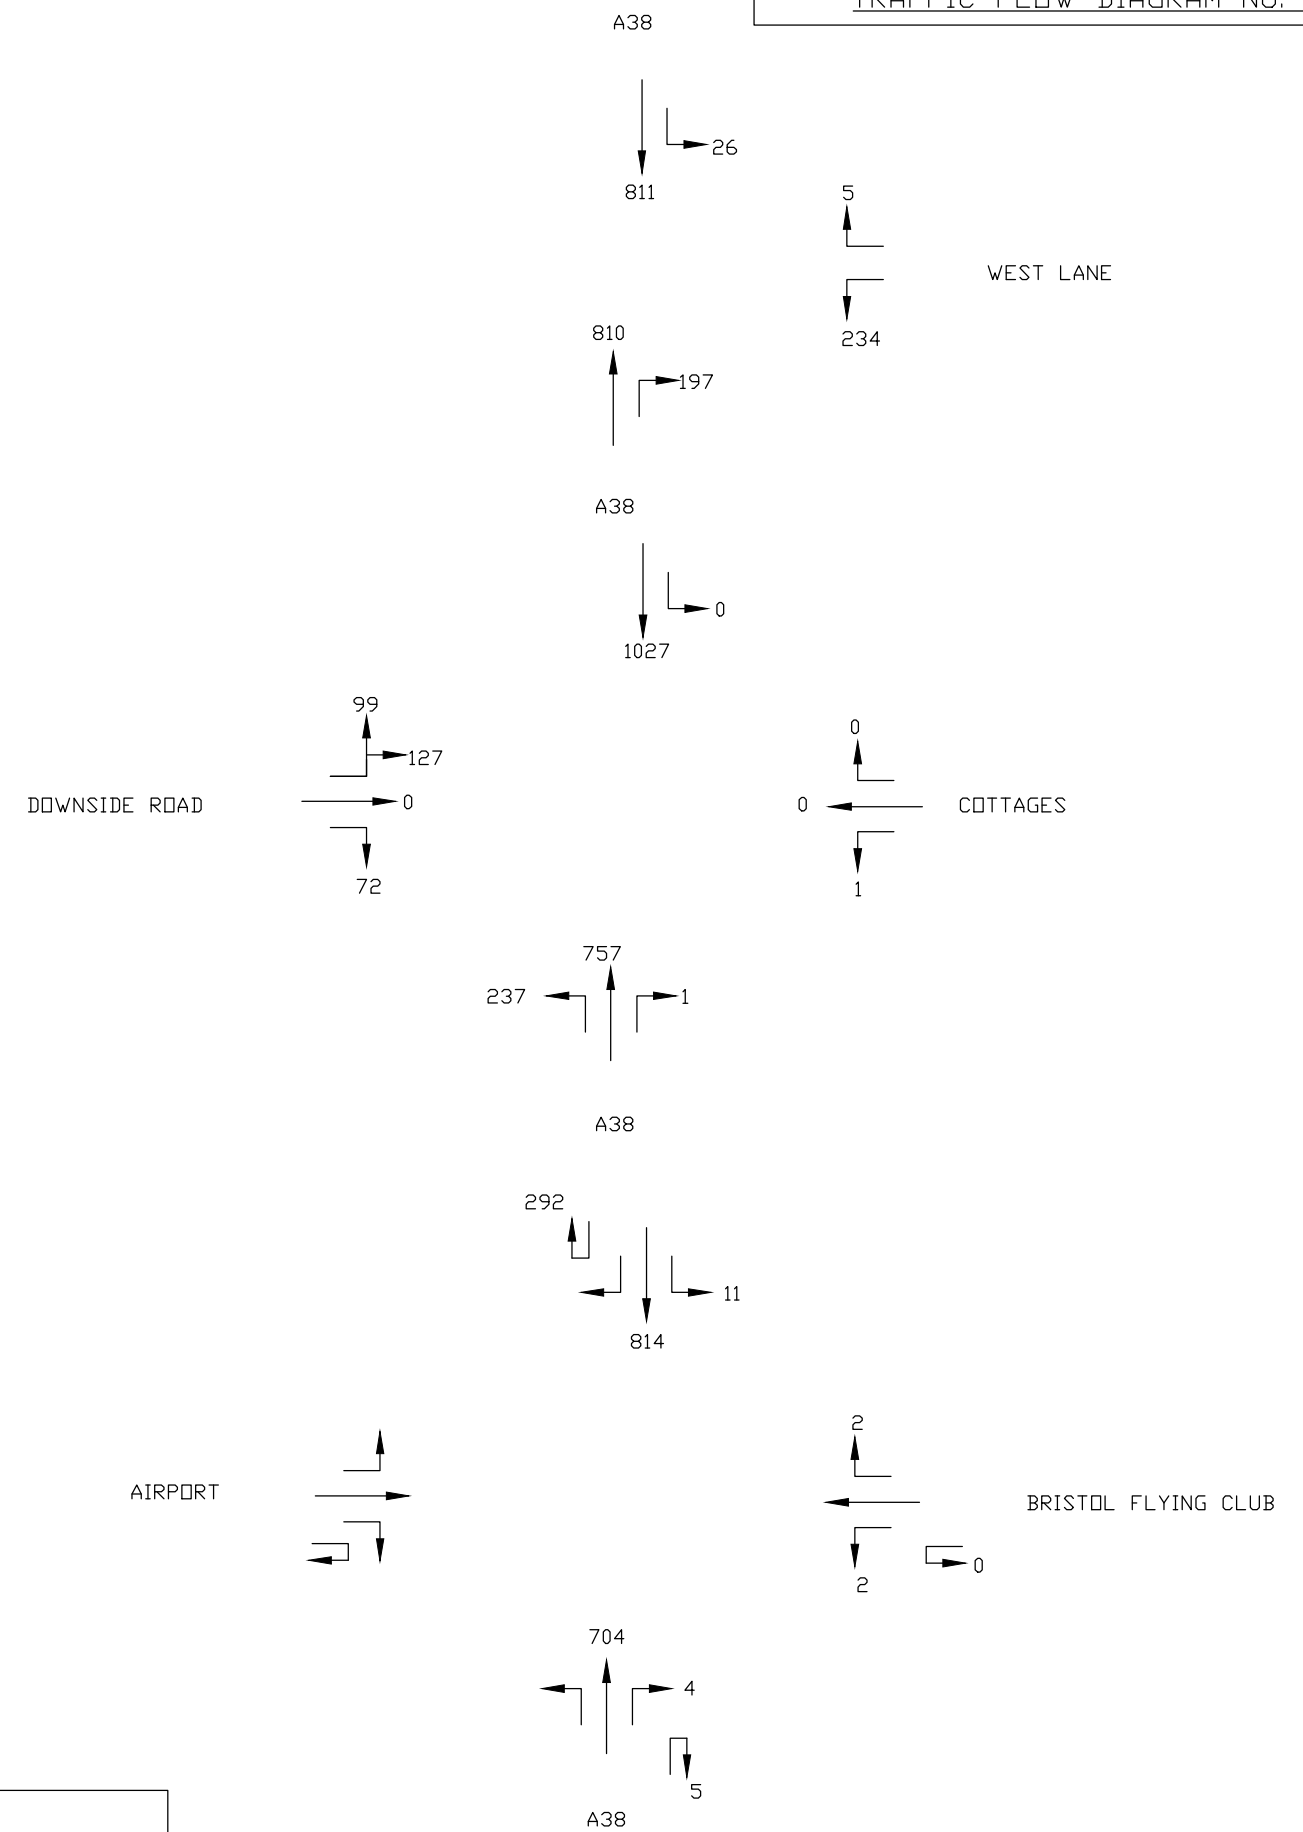 TRAFFIC FLOW DIAGRAM NO.
A38
26
811
5
WEST LANE
234
810
197
A38
0
1027
99
127
0
DOWNSIDE ROAD
0
0
COTTAGES
72
1
757
237
1
A38
292
11
814
2
AIRPORT
BRISTOL FLYING CLUB
0
2
704
4
5
A38